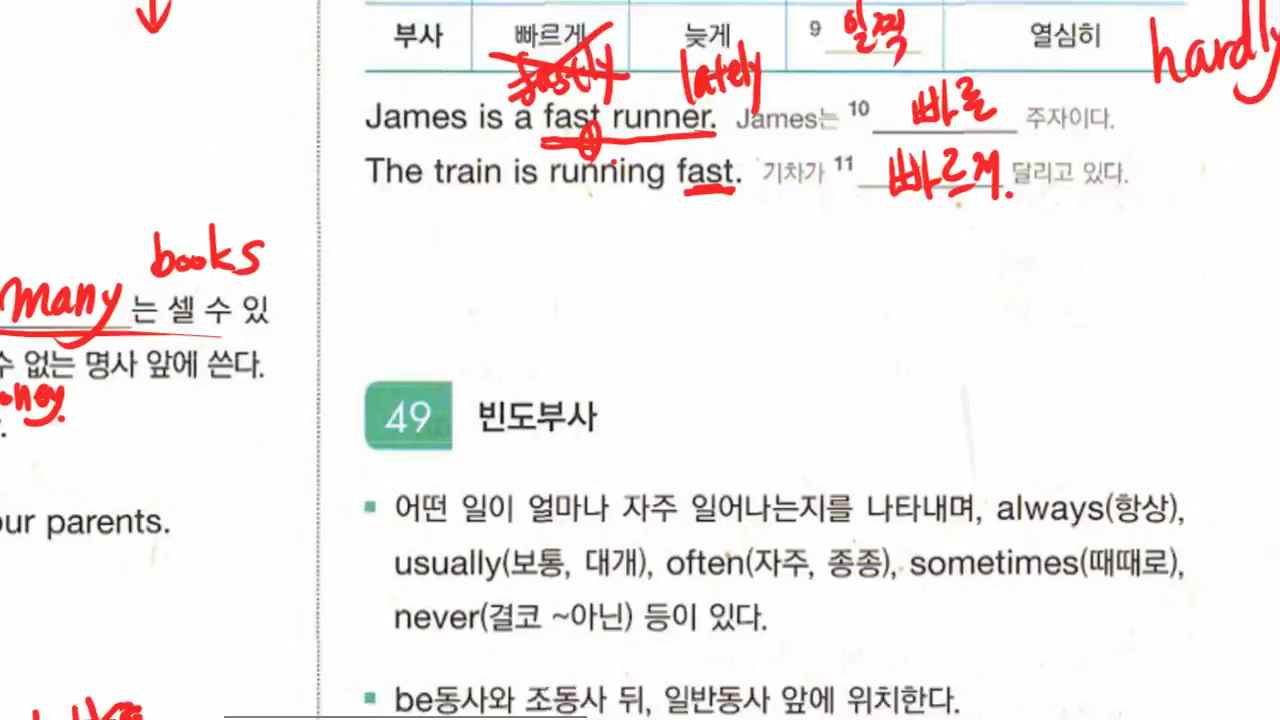 부사 빠르게 늦게 9 일찍 열심히
fastly lately hardly
James is a fast runner. James는 10 빠른 주자이다.
The train is running fast. 기차가 11 빠르게 달리고 있다.
books
many는 셀 수 있
수 없는 명사 앞에 쓴다.
oney.
our parents.
49 빈도부사
▪ 어떤 일이 얼마나 자주 일어나는지를 나타내며, always(항상),
usually(보통, 대개), often(자주, 종종), sometimes(때때로),
never(결코 ~아닌) 등이 있다.
▪ be동사와 조동사 뒤, 일반동사 앞에 위치한다.